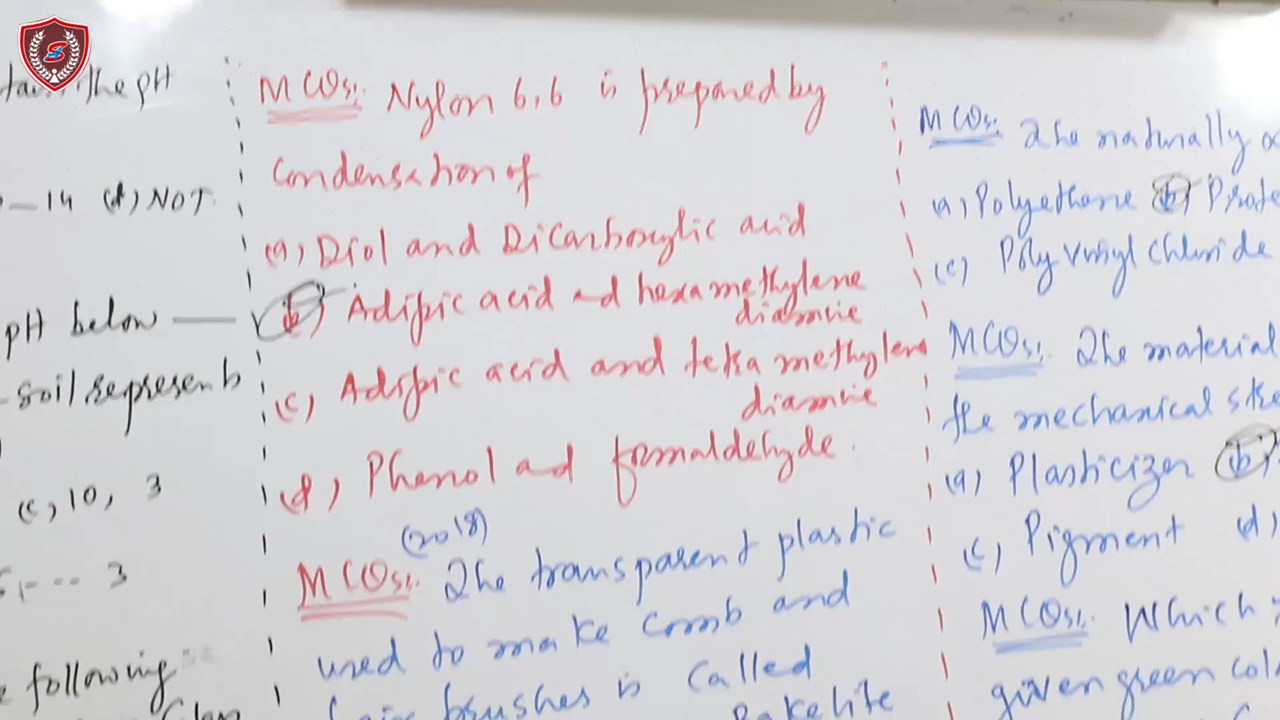 the pH
14 (d) NOT
pH below —
soil represent
(c) 10, 3
3
following
MCQs: Nylon 6,6 is prepared by
Condensation of
(a) Diol and Dicarboxylic acid
(b) Adipic acid and hexamethylene
diamine
(c) Adipic acid and tetra methylene
diamine
(d) Phenol and formaldehyde.
(2018)
MCQs: The transparent plastic
used to make comb and
brushes is called
Bakelite
MCQs: The naturally
(a) Polyethene (b) Prote
(c) Poly vinyl chloride
MCQs: The material
the mechanical stre
(a) Plasticizer (b)
(c) Pigment (d)
MCQs: Which
given green colo